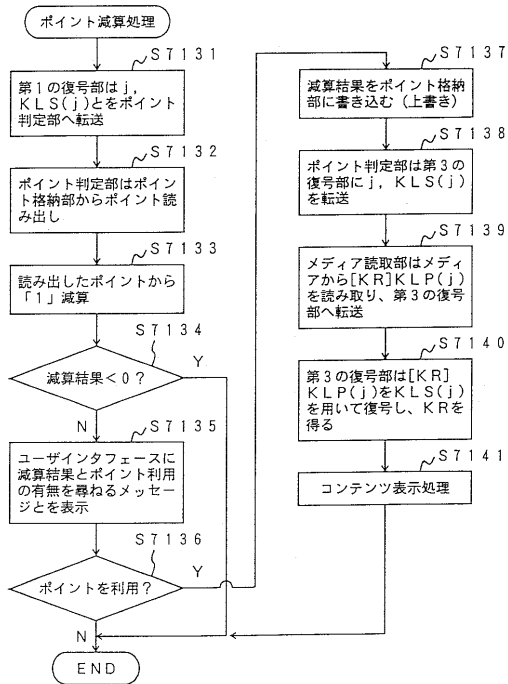 ポイント減算処理
S7131
第1の復号部はj,
KLS(j)とをポイント
判定部へ転送
S7132
ポイント判定部はポイン
ト格納部からポイント読
み出し
S7133
読み出したポイントから
「1」減算
S7134
減算結果<0?
Y
N
S7135
ユーザインタフェースに
減算結果とポイント利用
の有無を尋ねるメッセー
ジとを表示
S7136
ポイントを利用?
Y
N
END
S7137
減算結果をポイント格納
部に書き込む(上書き)
S7138
ポイント判定部は第3の
復号部にj,KLS(j)
を転送
S7139
メディア読取部はメディ
アから[KR]KLP(j)
を読み取り、第3の復号
部へ転送
S7140
第3の復号部は[KR]
KLP(j)をKLS(j)
を用いて復号し、KRを
得る
S7141
コンテンツ表示処理